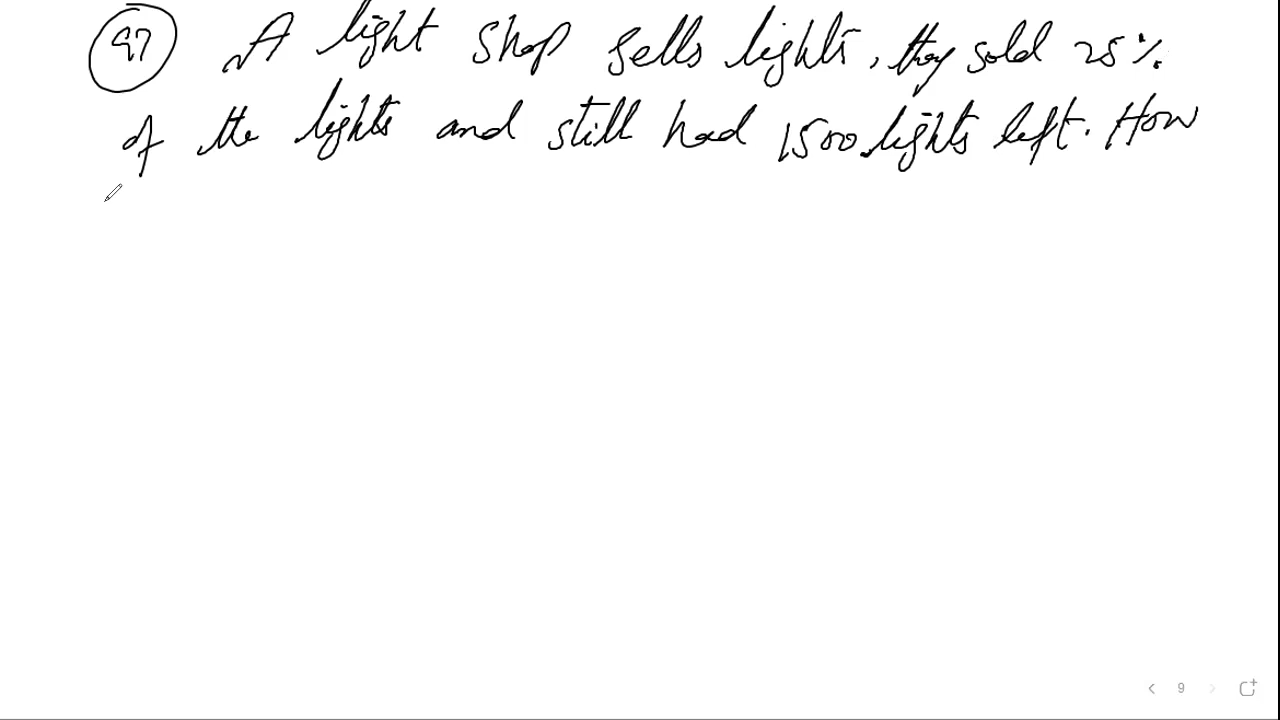 97 A light shop sells lights, they sold 25%
of the lights and still had 1500 lights left. How
9